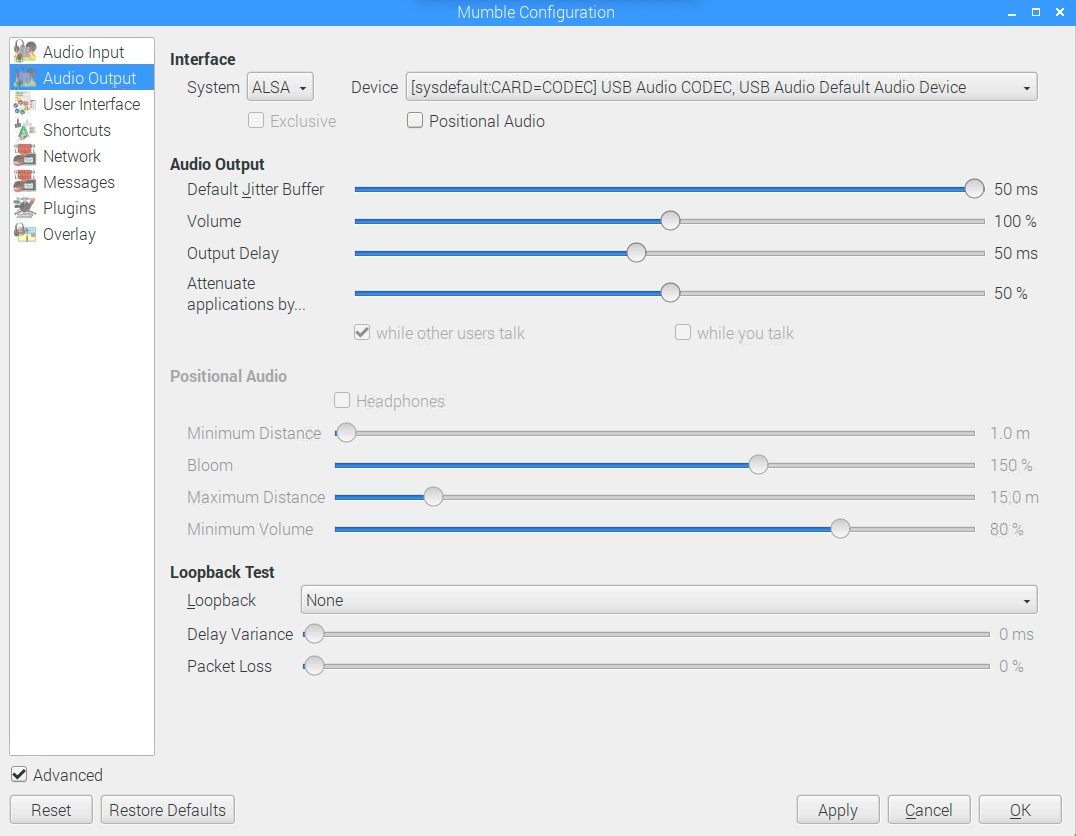 Mumble Configuration
Audio Input
Audio Output
User Interface
Shortcuts
Network
Messages
Plugins
Overlay
Interface
System ALSA Device [sysdefault:CARD=CODEC] USB Audio CODEC, USB Audio Default Audio Device
Exclusive Positional Audio
Audio Output
Default Jitter Buffer 50 ms
Volume 100 %
Output Delay 50 ms
Attenuate
applications by... 50 %
while other users talk while you talk
Positional Audio
Headphones
Minimum Distance 1.0 m
Bloom 150 %
Maximum Distance 15.0 m
Minimum Volume 80 %
Loopback Test
Loopback None
Delay Variance 0 ms
Packet Loss 0 %
Advanced
Reset Restore Defaults Apply Cancel OK